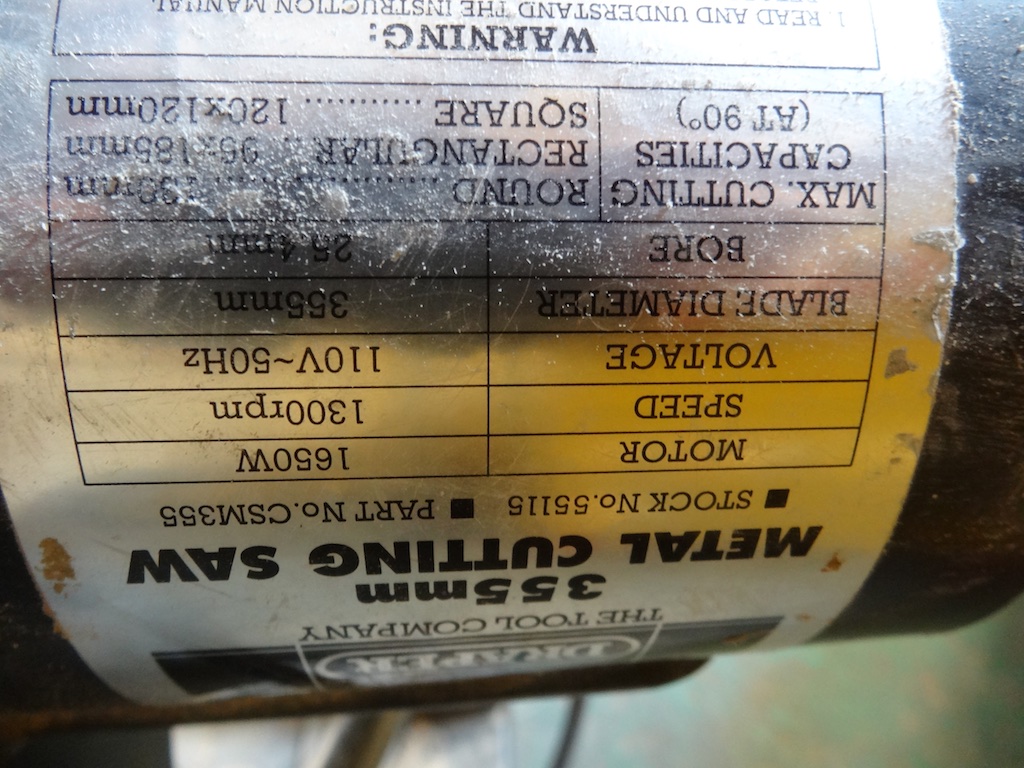 DRAPER
THE TOOL COMPANY
355mm
METAL CUTTING SAW
■ STOCK No.55115 ■ PART No.CSM355
MOTOR 1650W
SPEED 1300rpm
VOLTAGE 110V~50Hz
BLADE DIAMETER 355mm
BORE 25.4mm
MAX. CUTTING ROUND ............
CAPACITIES RECTANGULAR .. 95x185mm
(AT 90°) SQUARE ............ 120x120mm
WARNING:
1. READ AND UNDERSTAND THE INSTRUCTION MANUAL